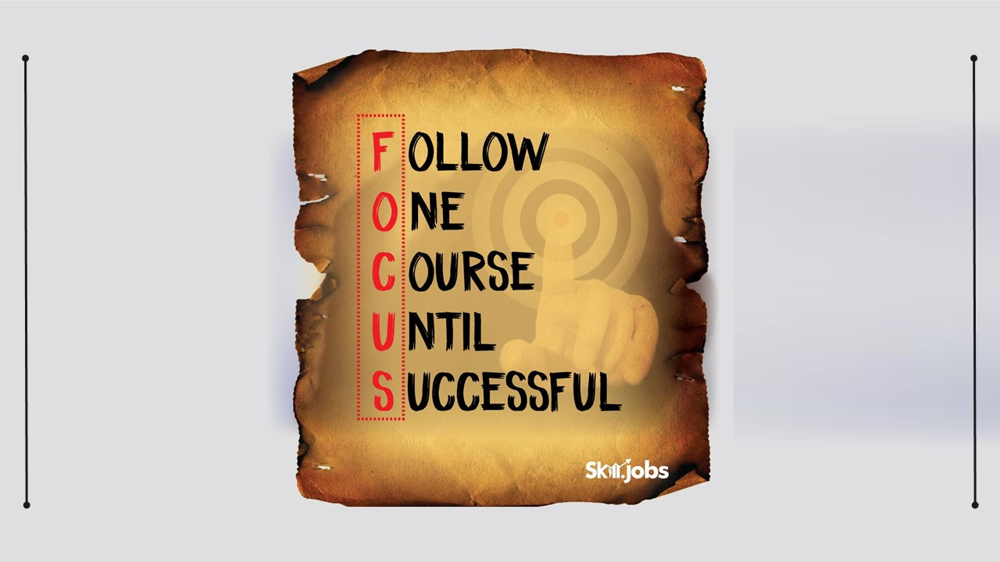 FOLLOW
ONE
COURSE
UNTIL
SUCCESSFUL
Skill.jobs